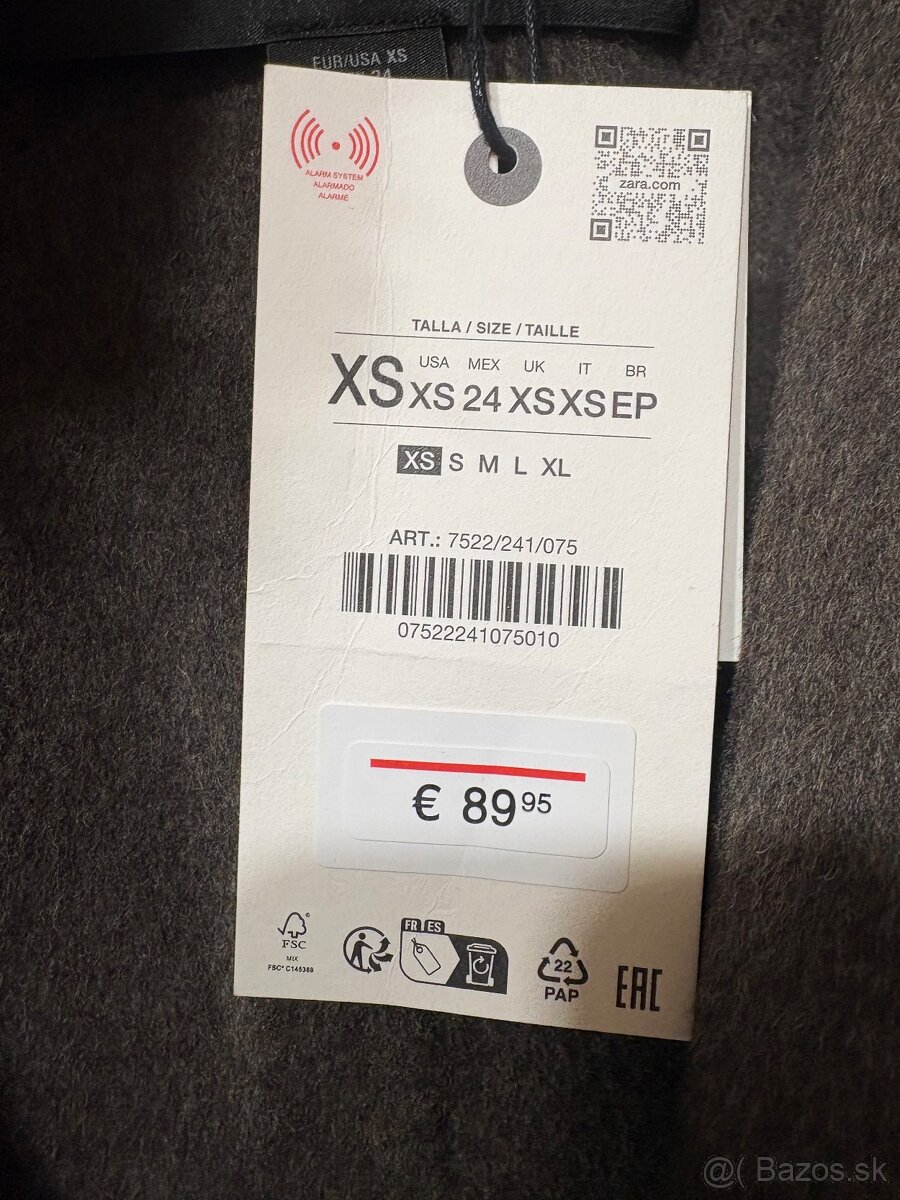 EUR/USA XS
ALARM SYSTEM
ALARMADO
ALARME
zara.com
TALLA / SIZE / TAILLE
XS USA MEX UK IT BR
XS 24 XS XS EP
XS S M L XL
ART.: 7522/241/075
07522241075010
€ 89 95
FR ES
FSC
MIX
FSC® C145369
22
PAP
EAC
@( Bazos.sk